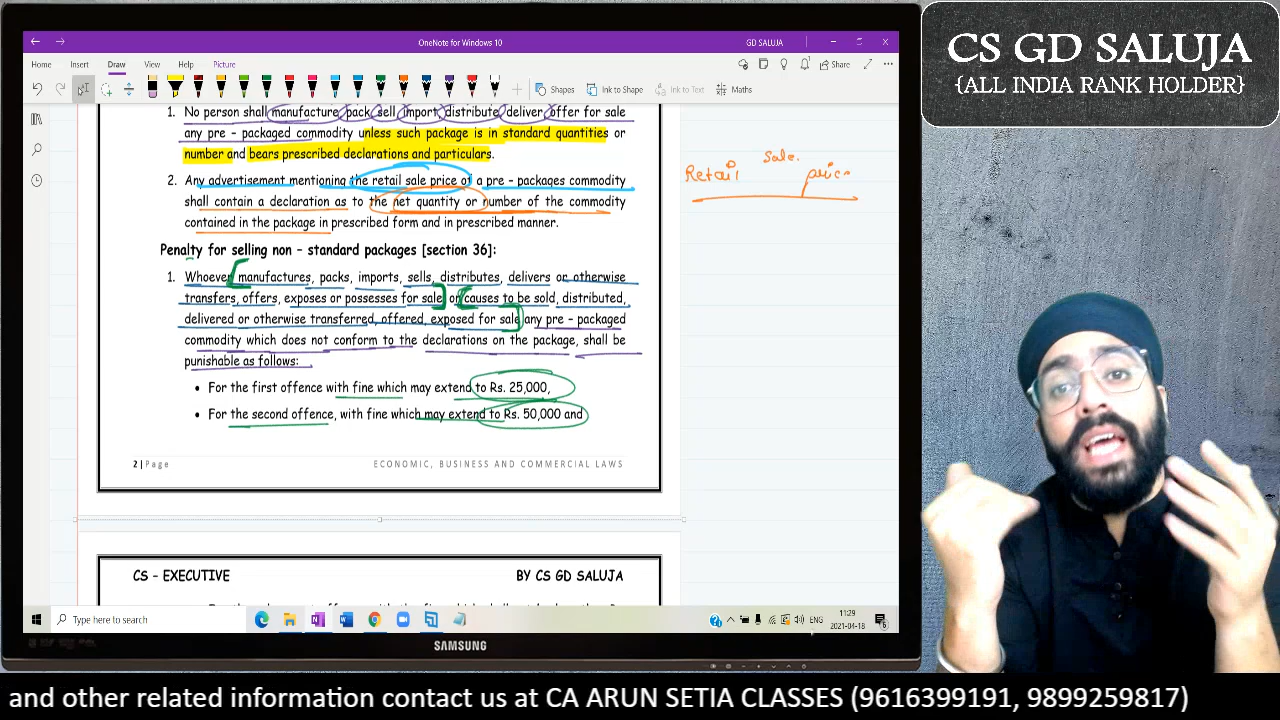 OneNote for Windows 10
GD SALUJA
Home Insert Draw View Help Picture
Share
Shapes Ink to Shape Ink to Text Maths
1. No person shall manufacture, pack, sell, import, distribute, deliver, offer for sale
any pre - packaged commodity unless such package is in standard quantities or
number and bears prescribed declarations and particulars.
2. Any advertisement mentioning the retail sale price of a pre - packages commodity
shall contain a declaration as to the net quantity or number of the commodity
contained in the package in prescribed form and in prescribed manner.
Retail Sale. price
Penalty for selling non - standard packages [section 36]:
1. Whoever manufactures, packs, imports, sells, distributes, delivers or otherwise
transfers, offers, exposes or possesses for sale, or causes to be sold, distributed,
delivered or otherwise transferred, offered, exposed for sale any pre - packaged
commodity which does not conform to the declarations on the package, shall be
punishable as follows:
• For the first offence with fine which may extend to Rs. 25,000,
• For the second offence, with fine which may extend to Rs. 50,000 and
2 | Page ECONOMIC, BUSINESS AND COMMERCIAL LAWS
CS - EXECUTIVE BY CS GD SALUJA
Type here to search
ENG
11:29
2021-04-18
SAMSUNG
CS GD SALUJA
{ALL INDIA RANK HOLDER}
and other related information contact us at CA ARUN SETIA CLASSES (9616399191, 9899259817)